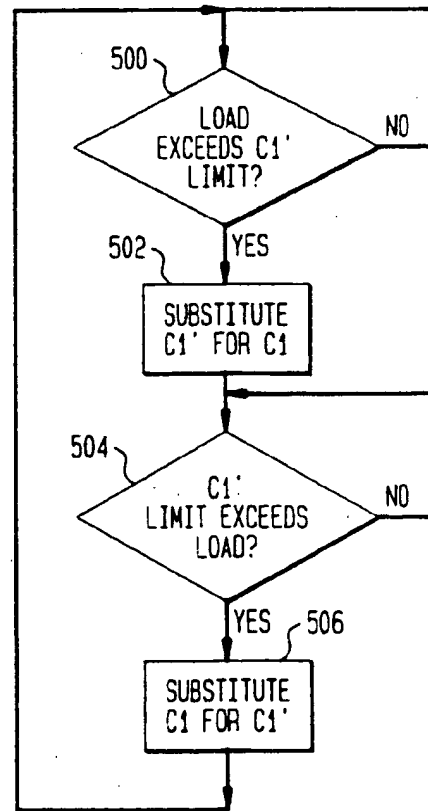 500
LOAD
EXCEEDS C1'
LIMIT?
NO
YES
502
SUBSTITUTE
C1' FOR C1
504
C1'
LIMIT EXCEEDS
LOAD?
NO
YES
506
SUBSTITUTE
C1 FOR C1'